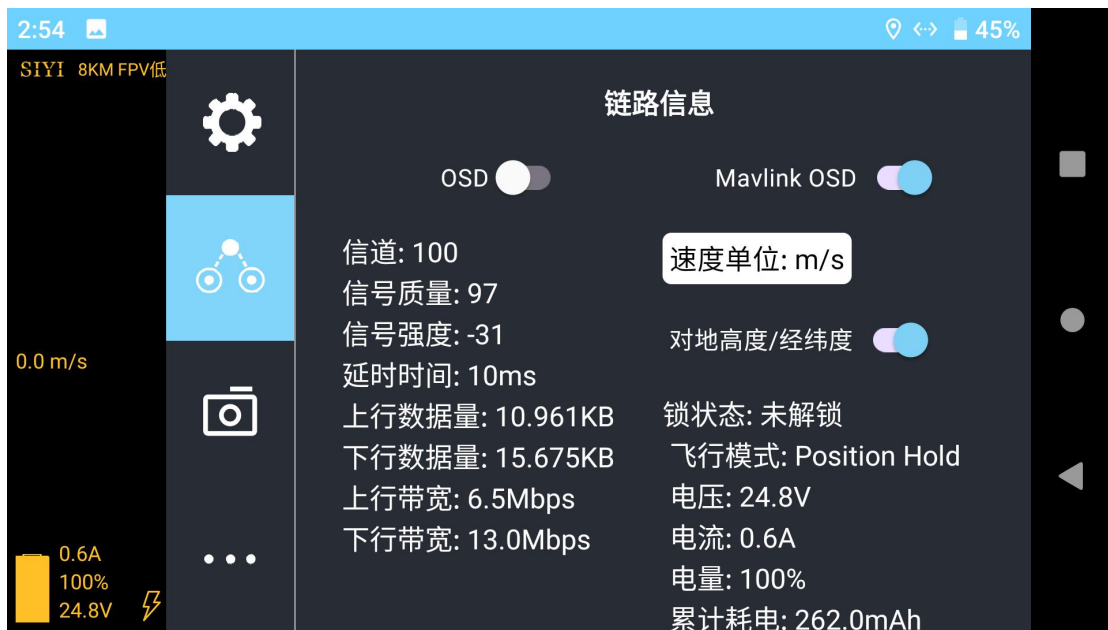 2:54
45%
SIYI 8KM FPV低
链路信息
OSD
Mavlink OSD
信道: 100
信号质量: 97
信号强度: -31
延时时间: 10ms
上行数据量: 10.961KB
下行数据量: 15.675KB
上行带宽: 6.5Mbps
下行带宽: 13.0Mbps
速度单位: m/s
对地高度/经纬度
锁状态: 未解锁
飞行模式: Position Hold
电压: 24.8V
电流: 0.6A
电量: 100%
累计耗电: 262.0mAh
0.0 m/s
0.6A
100%
24.8V